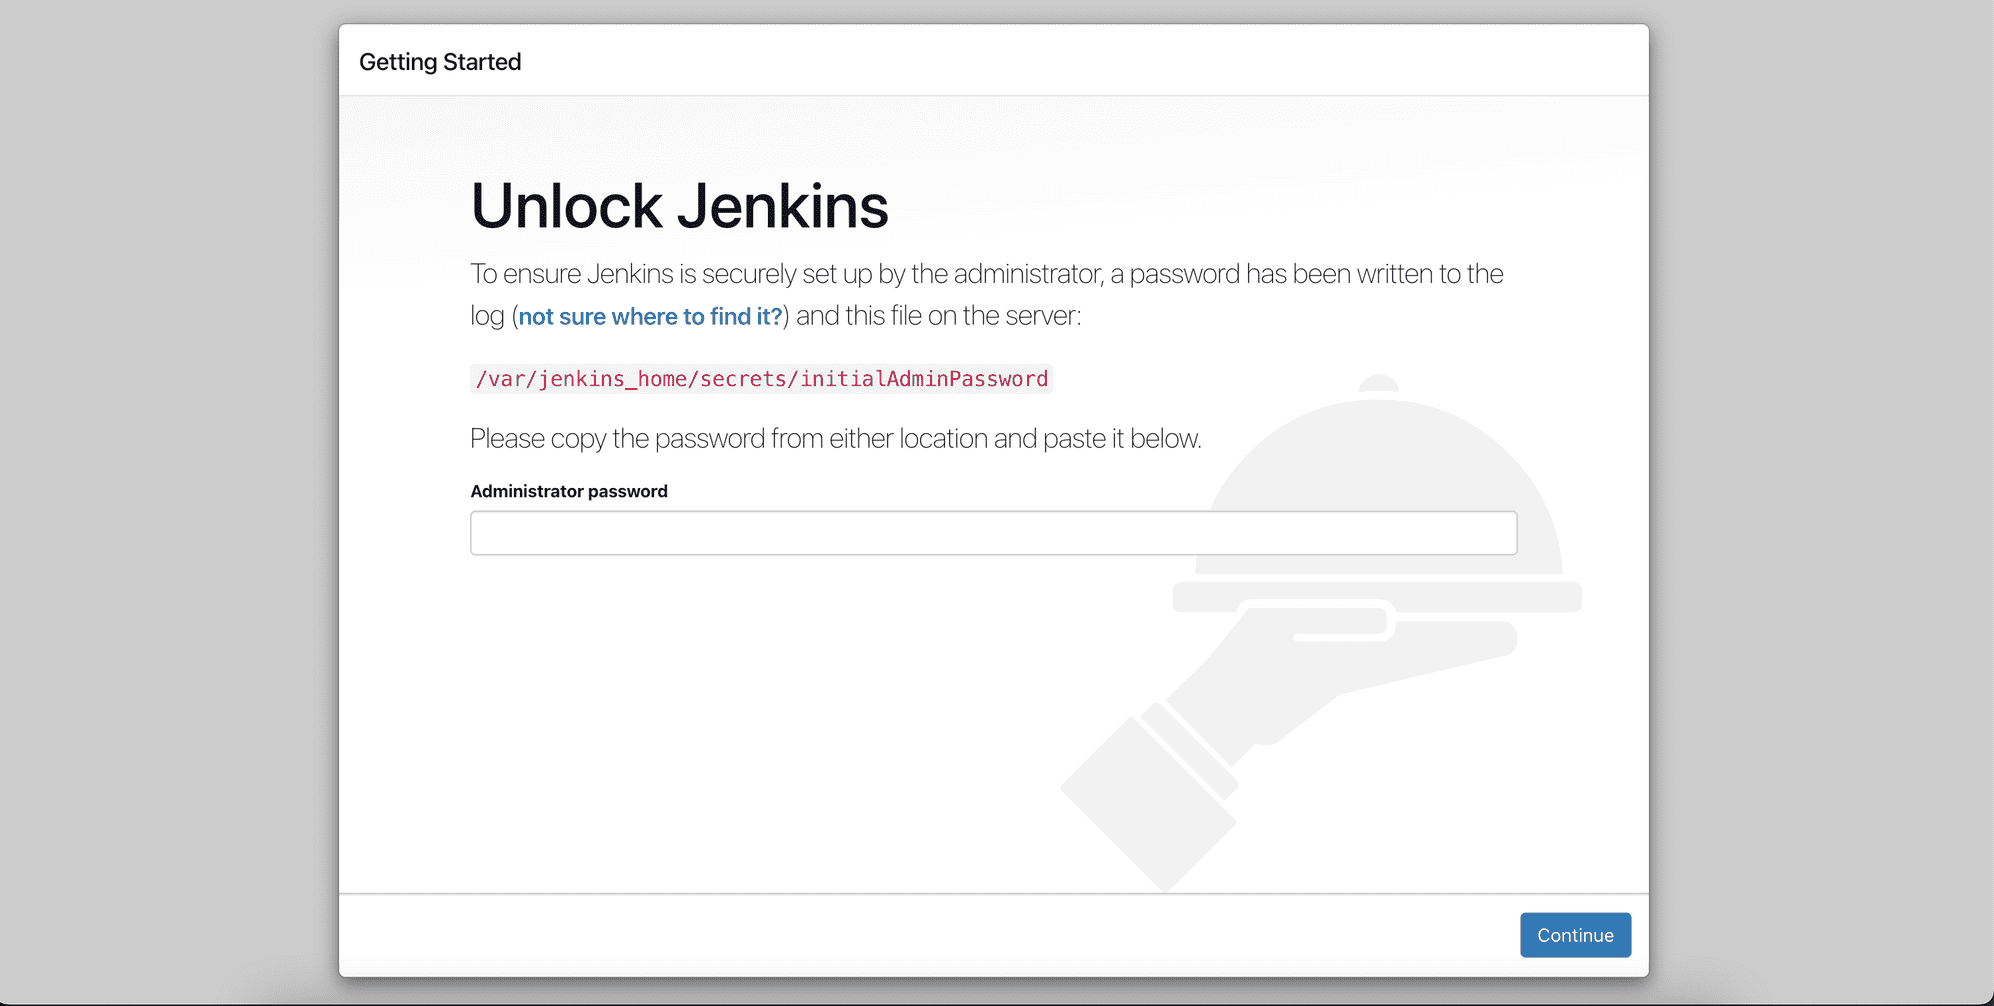 Getting Started
Unlock Jenkins
To ensure Jenkins is securely set up by the administrator, a password has been written to the
log (not sure where to find it?) and this file on the server:
/var/jenkins_home/secrets/initialAdminPassword
Please copy the password from either location and paste it below.
Administrator password
Continue